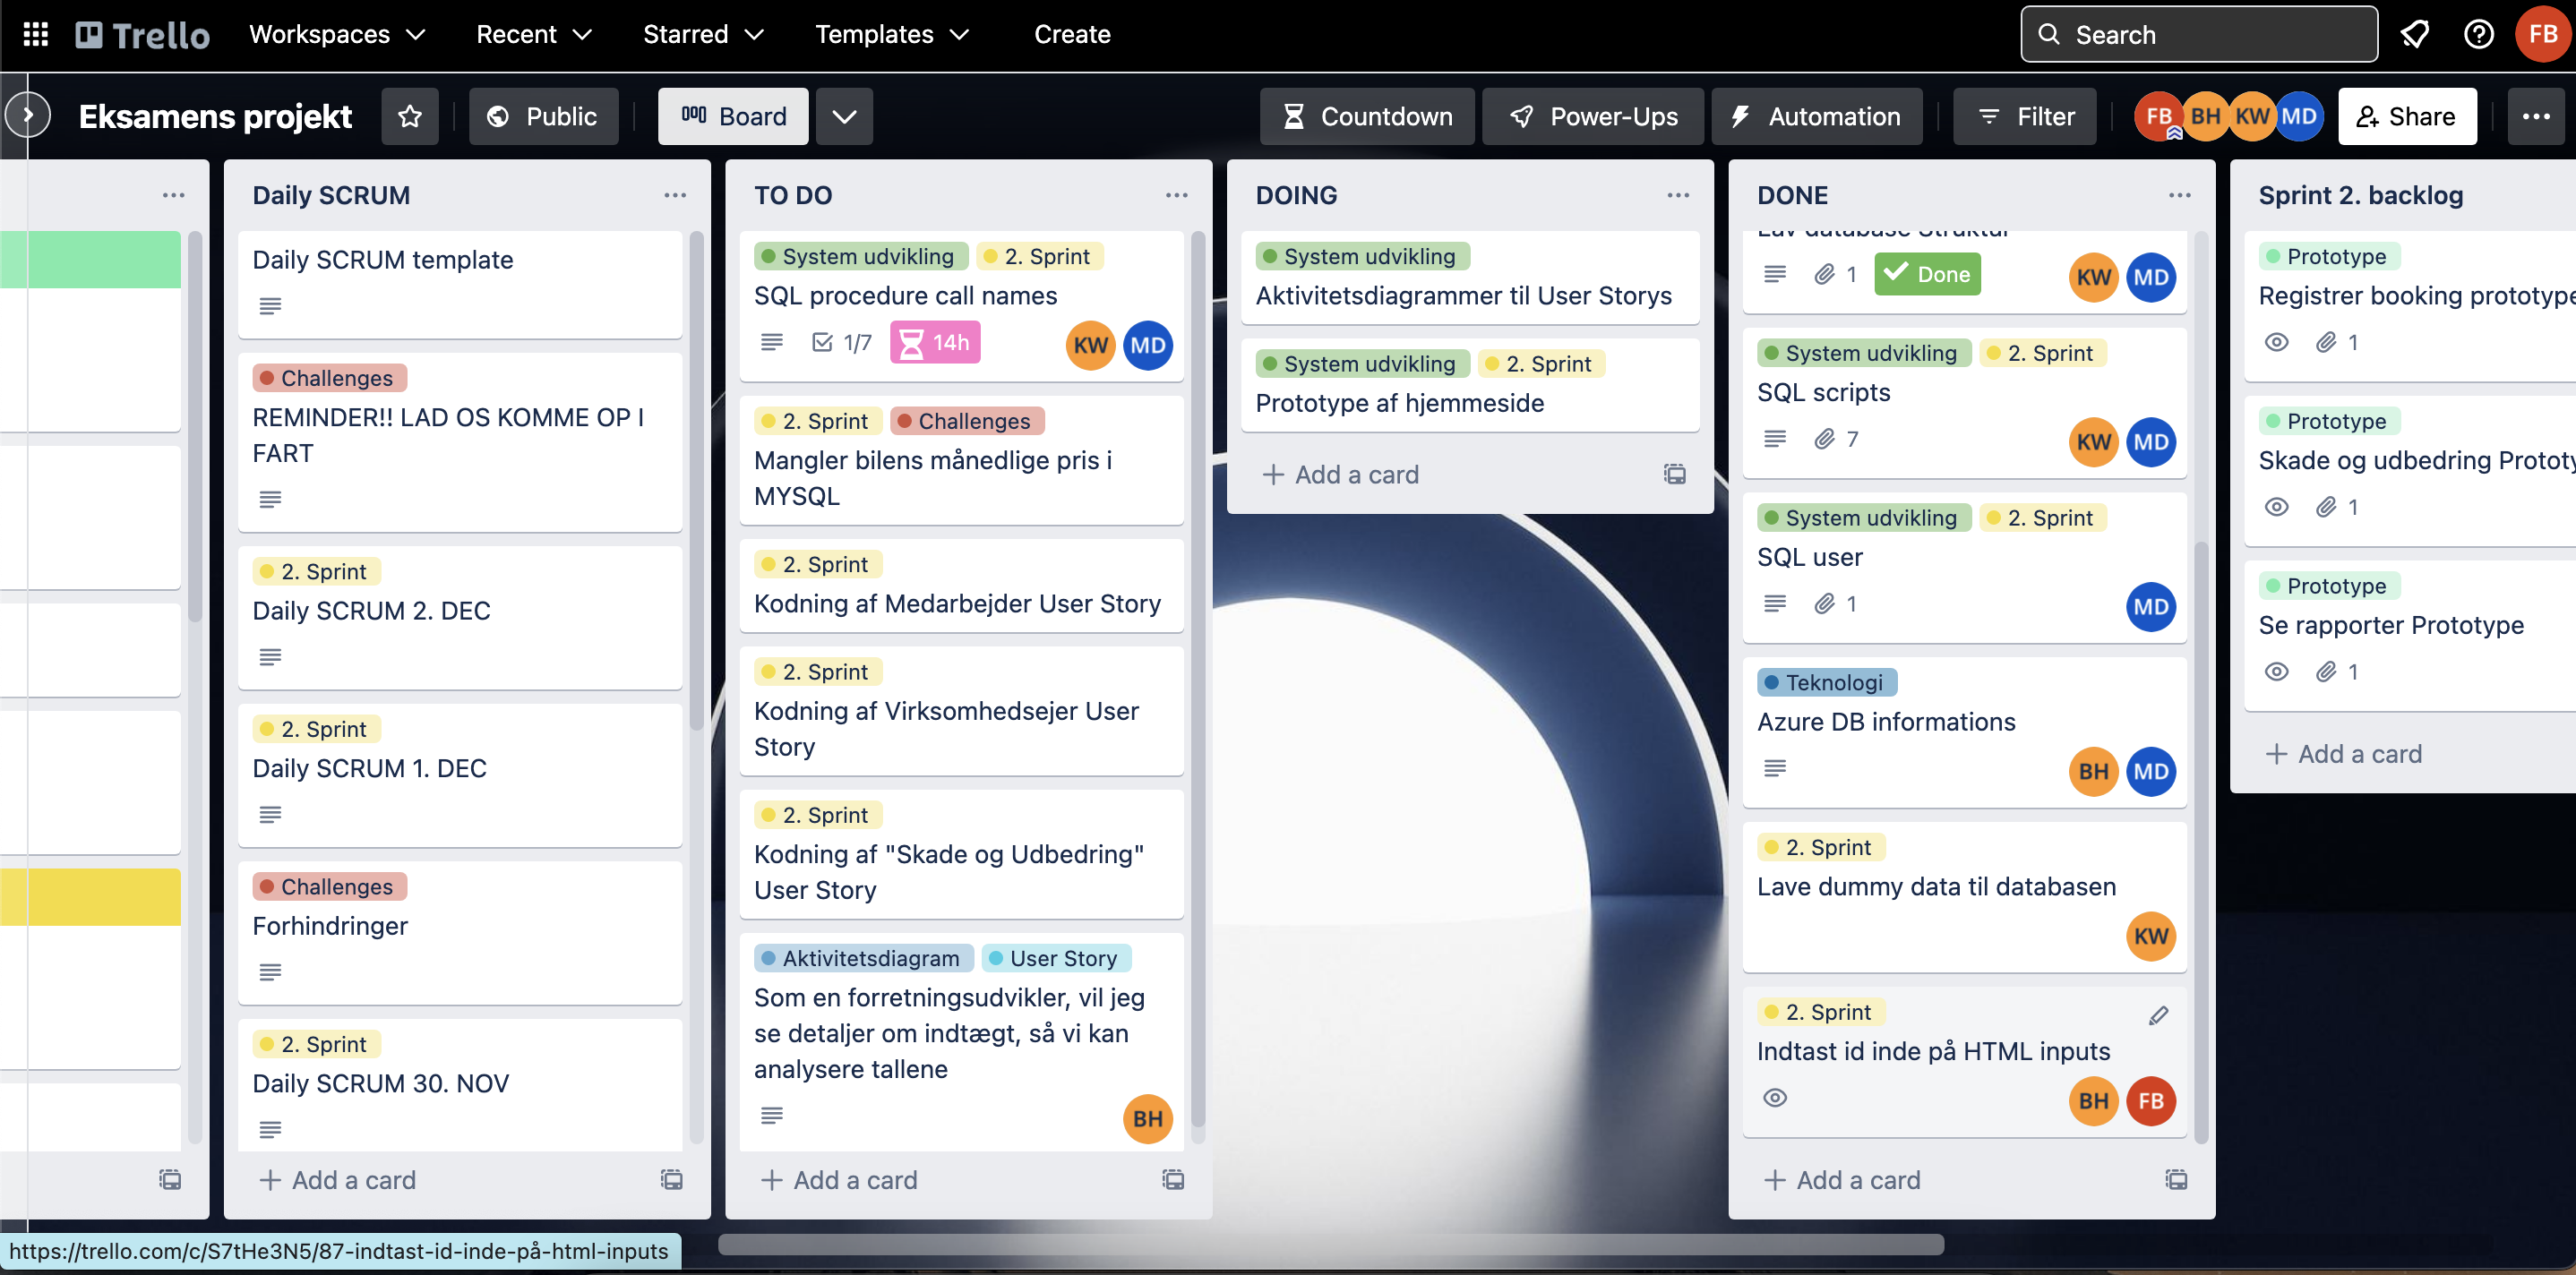 Trello
Workspaces
Recent
Starred
Templates
Create
Search
FB
Eksamens projekt
Public
Board
Countdown
Power-Ups
Automation
Filter
FB
BH
KW
MD
Share
Daily SCRUM
Daily SCRUM template
Challenges
REMINDER!! LAD OS KOMME OP I
FART
2. Sprint
Daily SCRUM 2. DEC
2. Sprint
Daily SCRUM 1. DEC
Challenges
Forhindringer
2. Sprint
Daily SCRUM 30. NOV
Add a card
TO DO
System udvikling 2. Sprint
SQL procedure call names
1/7 14h KW MD
2. Sprint Challenges
Mangler bilens månedlige pris i
MYSQL
2. Sprint
Kodning af Medarbejder User Story
2. Sprint
Kodning af Virksomhedsejer User
Story
2. Sprint
Kodning af "Skade og Udbedring"
User Story
Aktivitetsdiagram User Story
Som en forretningsudvikler, vil jeg
se detaljer om indtægt, så vi kan
analysere tallene
BH
Add a card
DOING
System udvikling
Aktivitetsdiagrammer til User Storys
System udvikling 2. Sprint
Prototype af hjemmeside
Add a card
DONE
Lav database Struktur
1 Done KW MD
System udvikling 2. Sprint
SQL scripts
7 KW MD
System udvikling 2. Sprint
SQL user
1 MD
Teknologi
Azure DB informations
BH MD
2. Sprint
Lave dummy data til databasen
KW
2. Sprint
Indtast id inde på HTML inputs
BH FB
Add a card
Sprint 2. backlog
Prototype
Registrer booking prototype
1
Prototype
Skade og udbedring Prototy
1
Prototype
Se rapporter Prototype
1
Add a card
https://trello.com/c/S7tHe3N5/87-indtast-id-inde-på-html-inputs